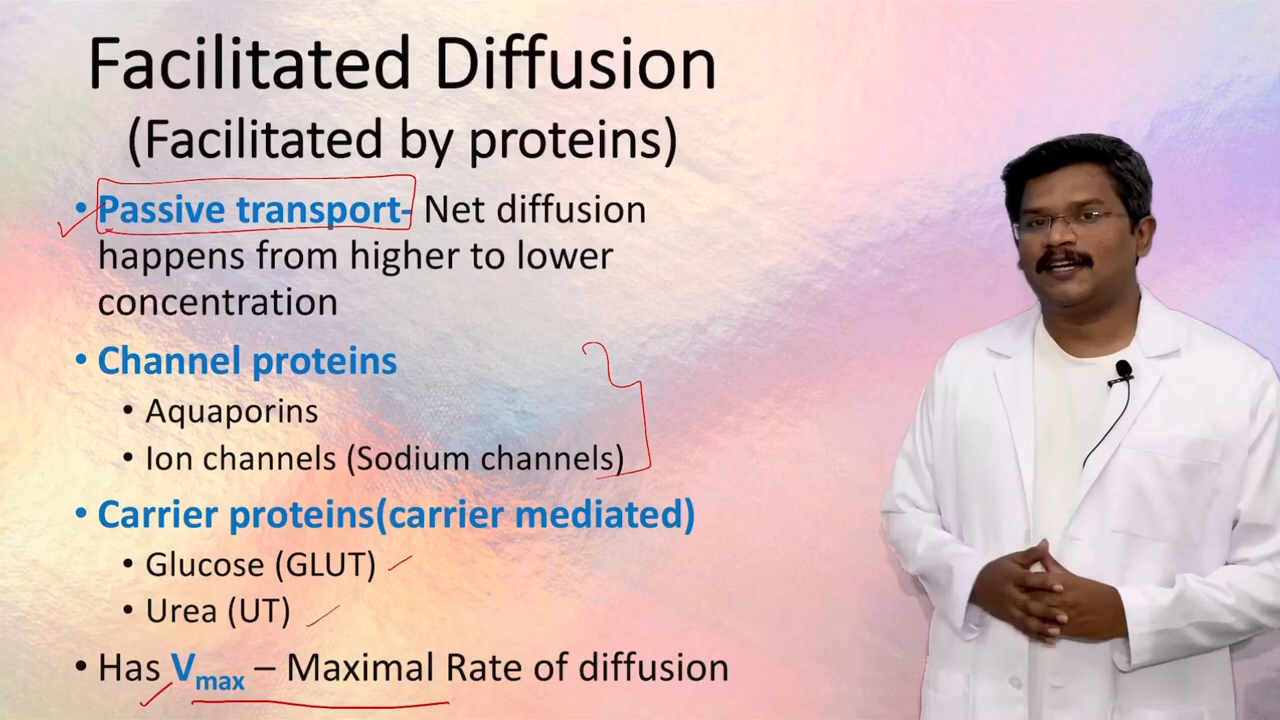 Facilitated Diffusion
(Facilitated by proteins)
• Passive transport- Net diffusion
happens from higher to lower
concentration
• Channel proteins
• Aquaporins
• Ion channels (Sodium channels)
• Carrier proteins(carrier mediated)
• Glucose (GLUT)
• Urea (UT)
• Has Vmax – Maximal Rate of diffusion